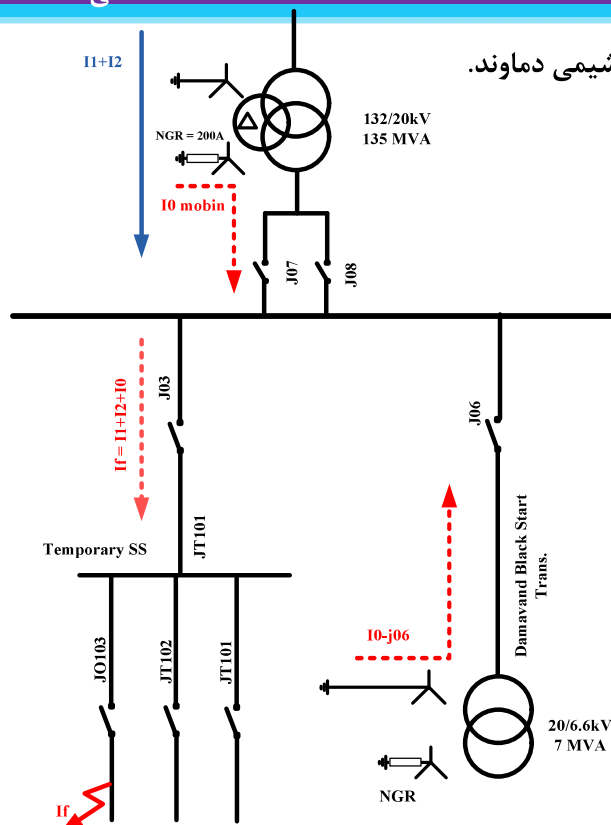 شیمی دماوند.
I1+I2
132/20kV
135 MVA
NGR = 200A
I0 mobin
J07
J08
J03
If = I1+I2+I0
J06
JT101
Temporary SS
Damavand Black Start
Trans.
JO103
JT102
JT101
I0-j06
20/6.6kV
7 MVA
NGR
If